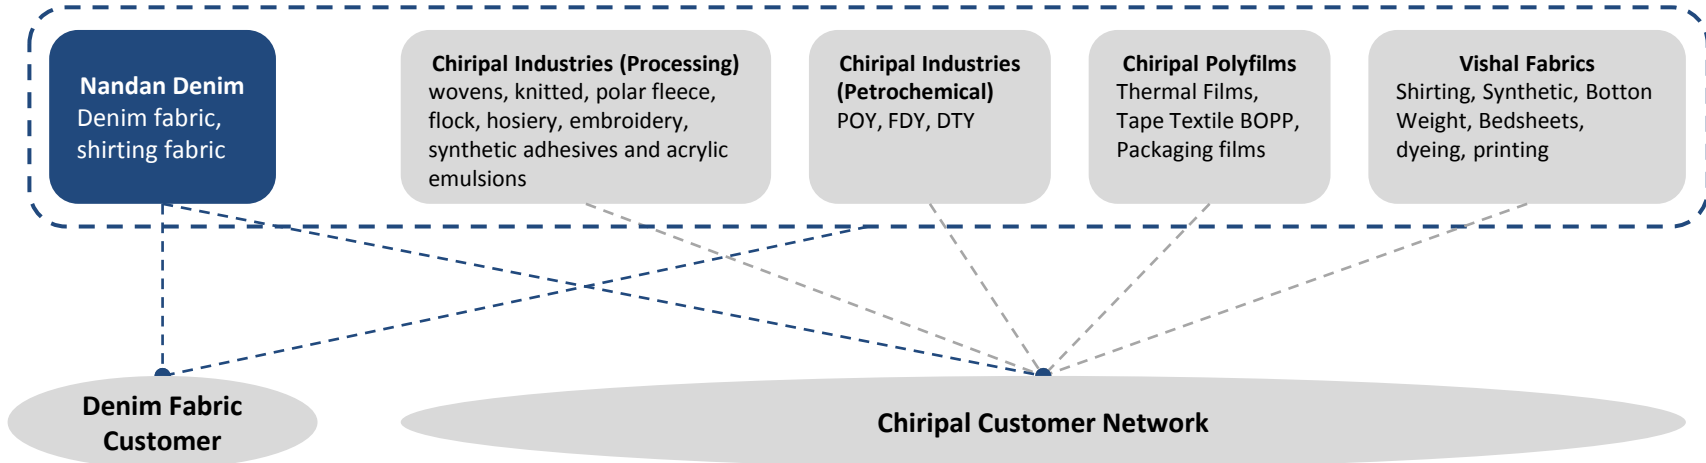 Nandan Denim
Denim fabric,
shirting fabric
Chiripal Industries (Processing)
wovens, knitted, polar fleece,
flock, hosiery, embroidery,
synthetic adhesives and acrylic
emulsions
Chiripal Industries
(Petrochemical)
POY, FDY, DTY
Chiripal Polyfilms
Thermal Films,
Tape Textile BOPP,
Packaging films
Vishal Fabrics
Shirting, Synthetic, Botton
Weight, Bedsheets,
dyeing, printing
Denim Fabric
Customer
Chiripal Customer Network